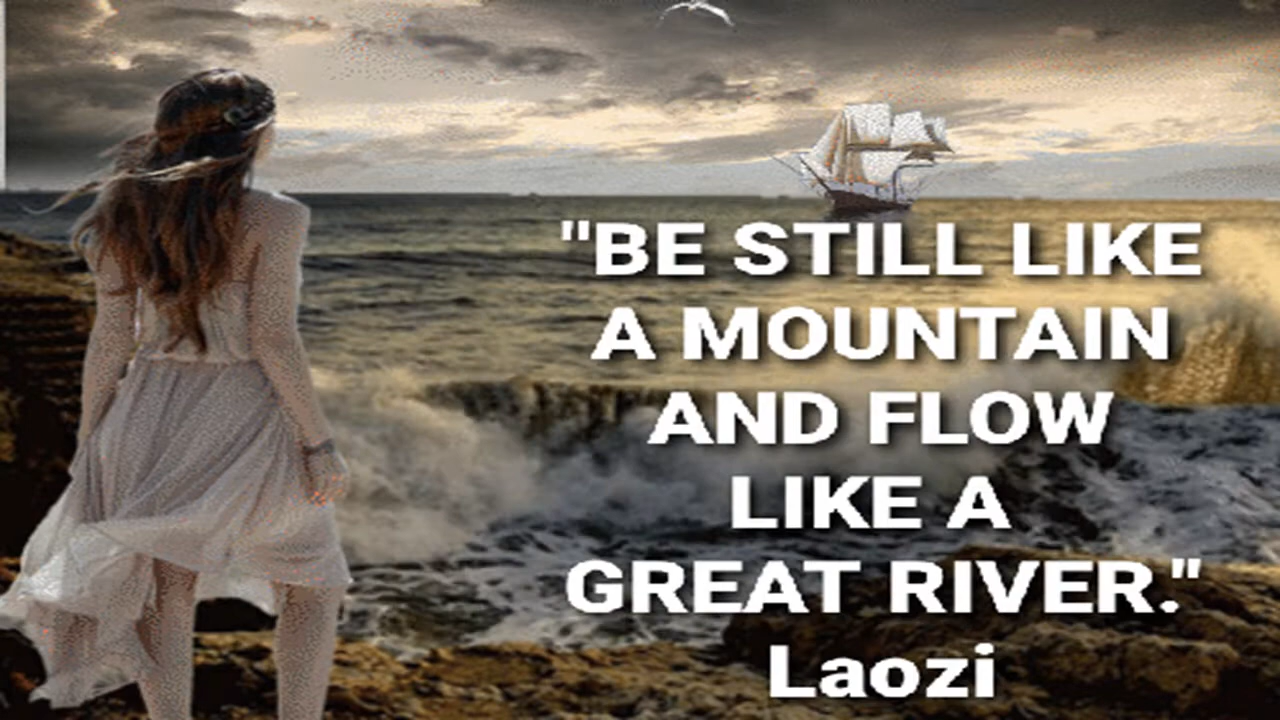 "BE STILL LIKE
A MOUNTAIN
AND FLOW
LIKE A
GREAT RIVER."
Laozi